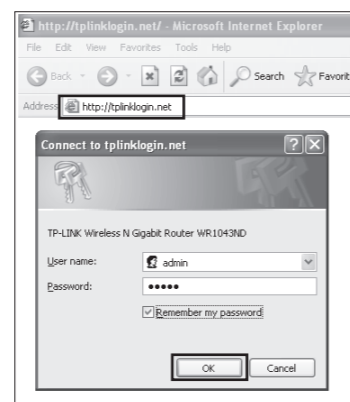 http://tplinklogin.net/ - Microsoft Internet Explorer
File Edit View Favorites Tools Help
Back Search Favorit
Address http://tplinklogin.net
Connect to tplinklogin.net
TP-LINK Wireless N Gigabit Router WR1043ND
User name: admin
Password: •••••
Remember my password
OK Cancel